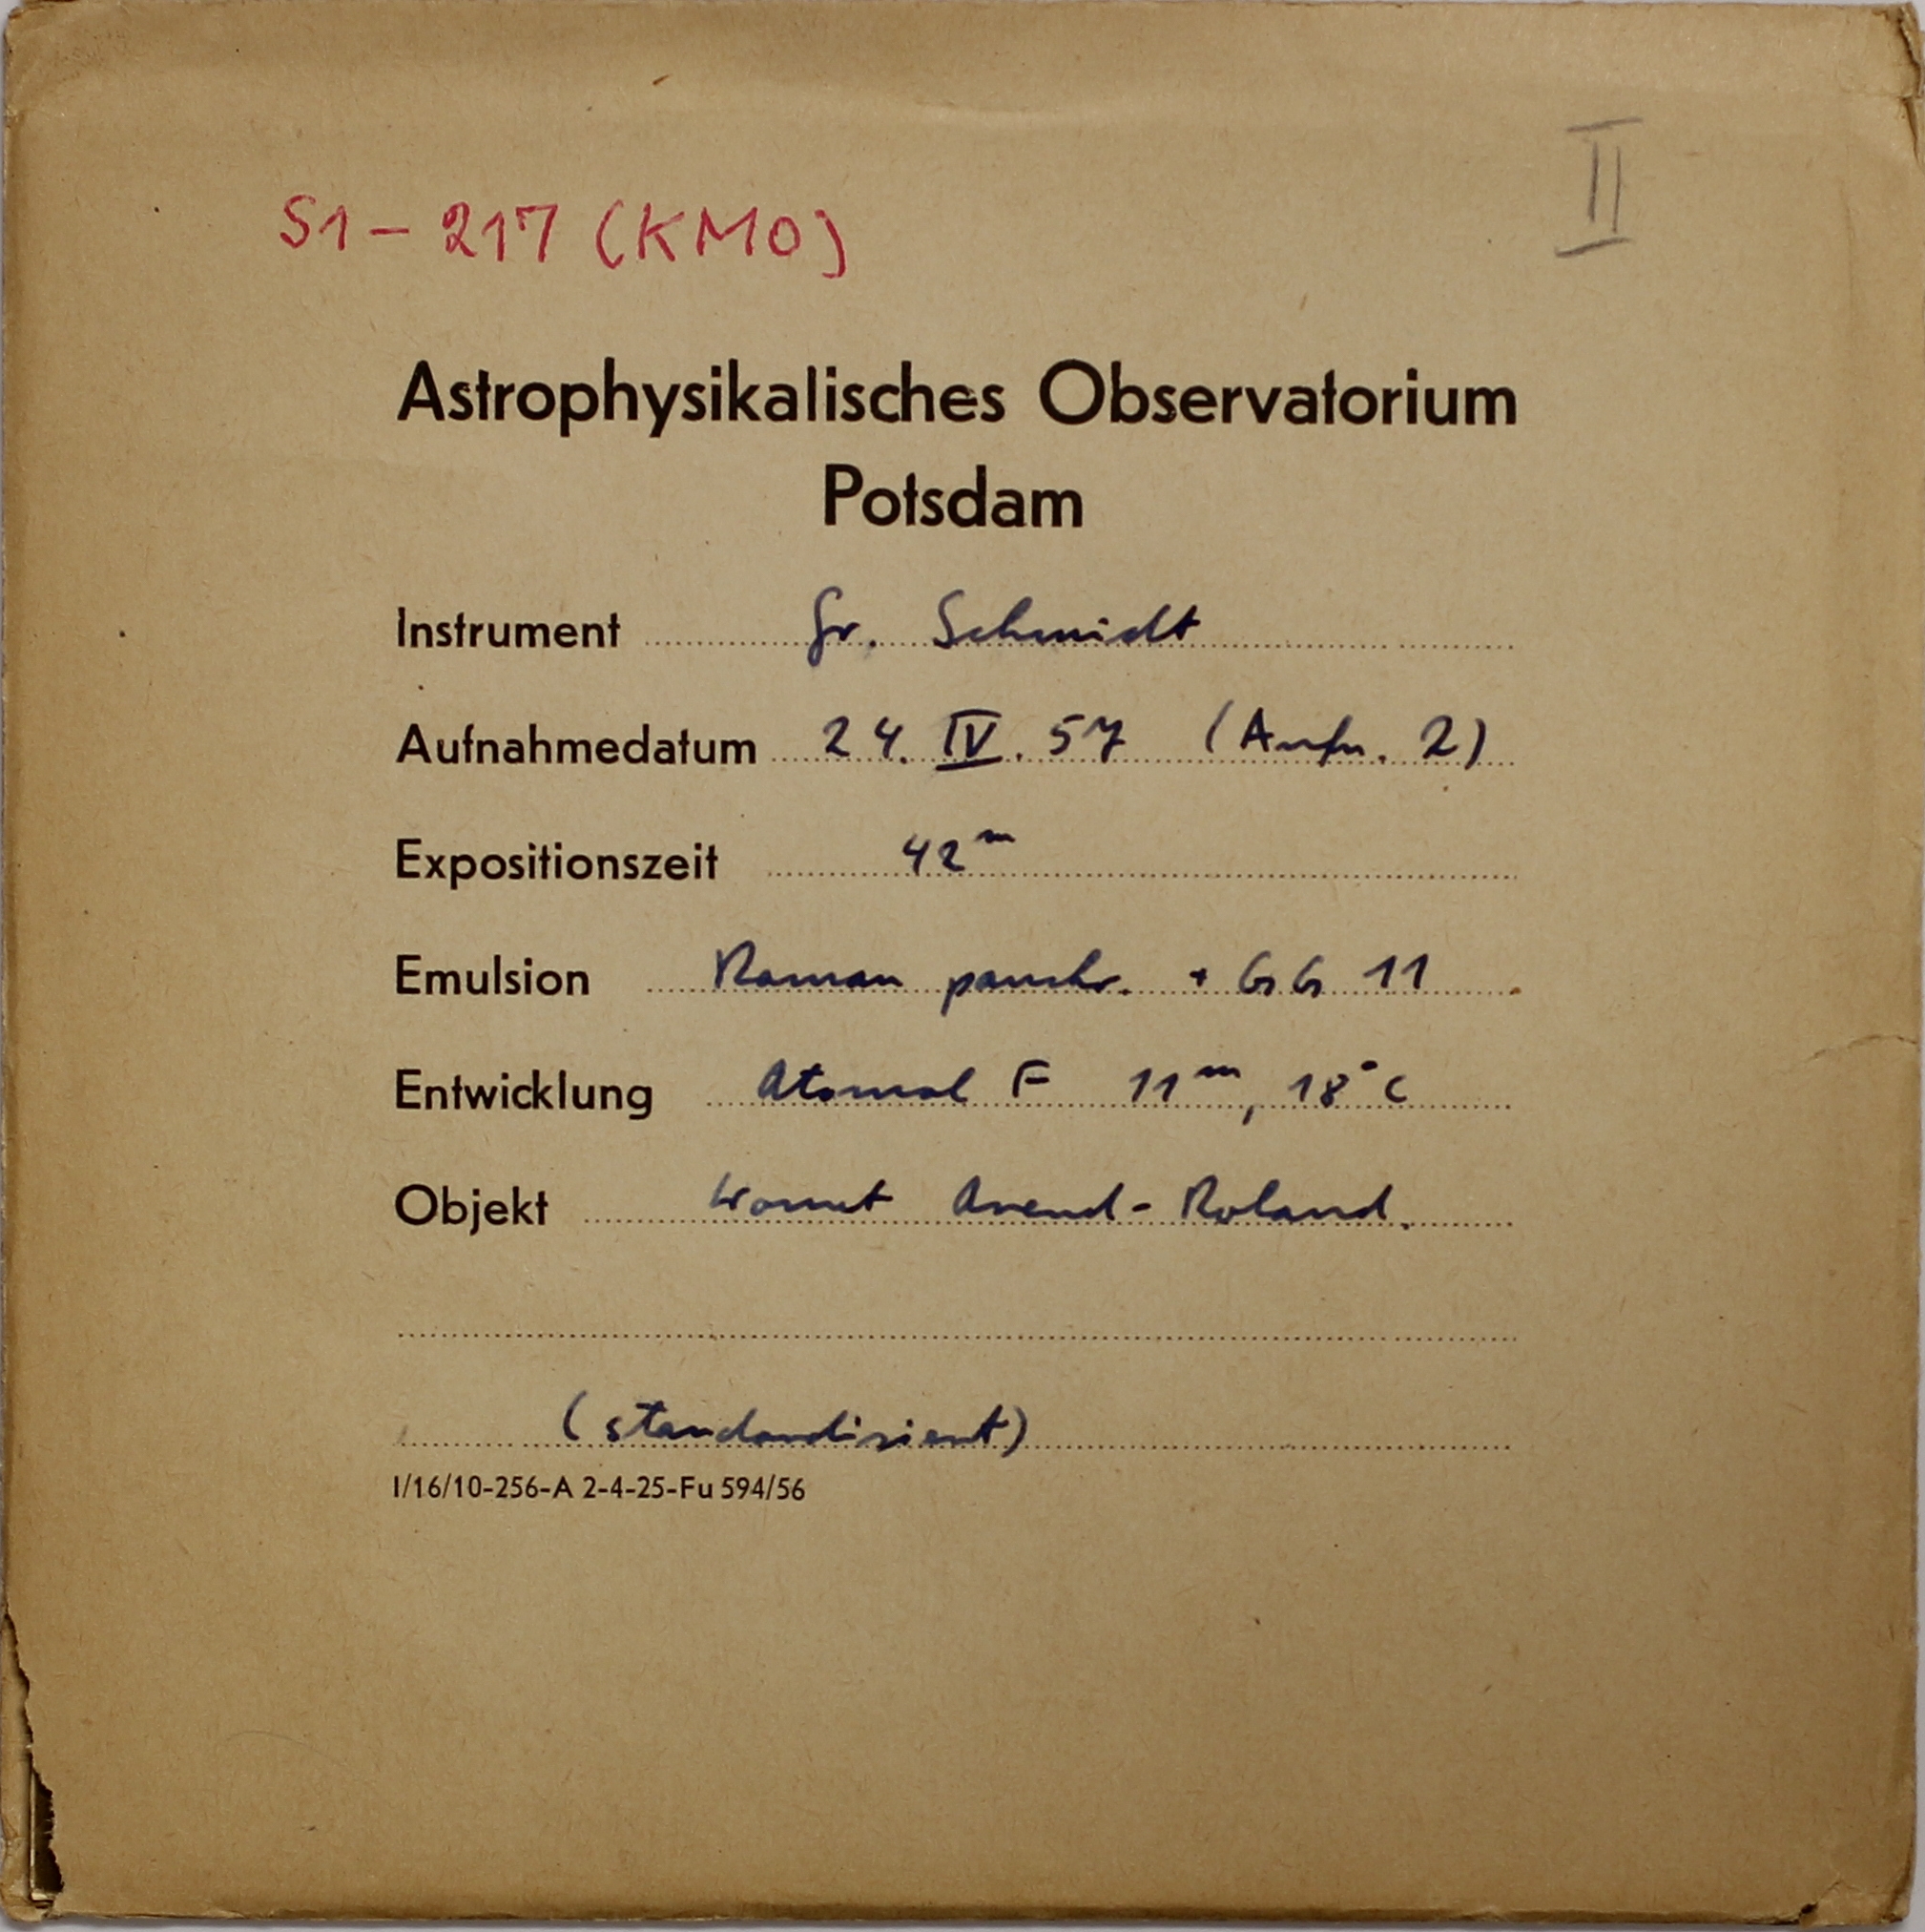 S1 - 217 (KMO)
II
Astrophysikalisches Observatorium
Potsdam
Instrument Gr. Schmidt
Aufnahmedatum 24. IV. 57 (Aufn. 2)
Expositionszeit 42ᵐ
Emulsion Raman panchr. + GG 11
Entwicklung Atomal F 11ᵐ, 18°C
Objekt Komet Arend - Roland.
(standardisiert)
I/16/10-256-A 2-4-25-Fu 594/56